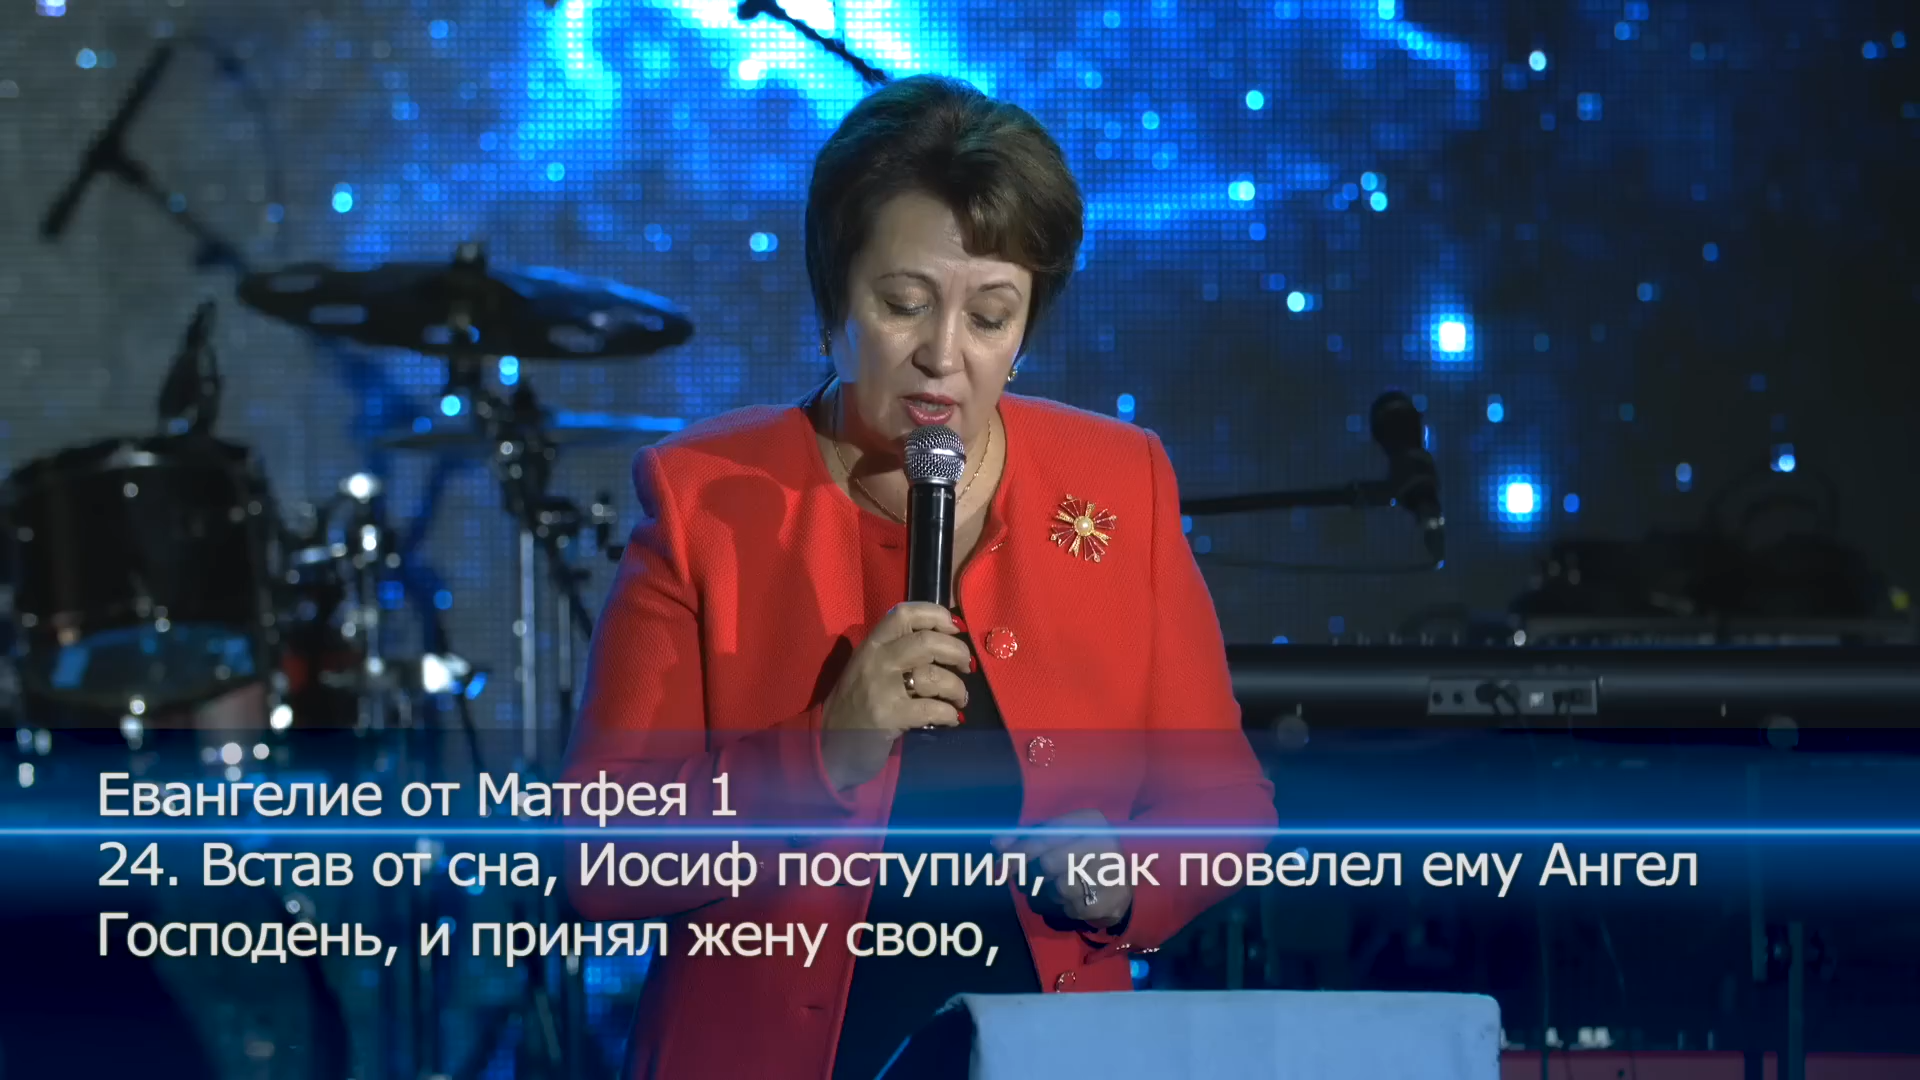 Евангелие от Матфея 1
24. Встав от сна, Иосиф поступил, как повелел ему Ангел
Господень, и принял жену свою,